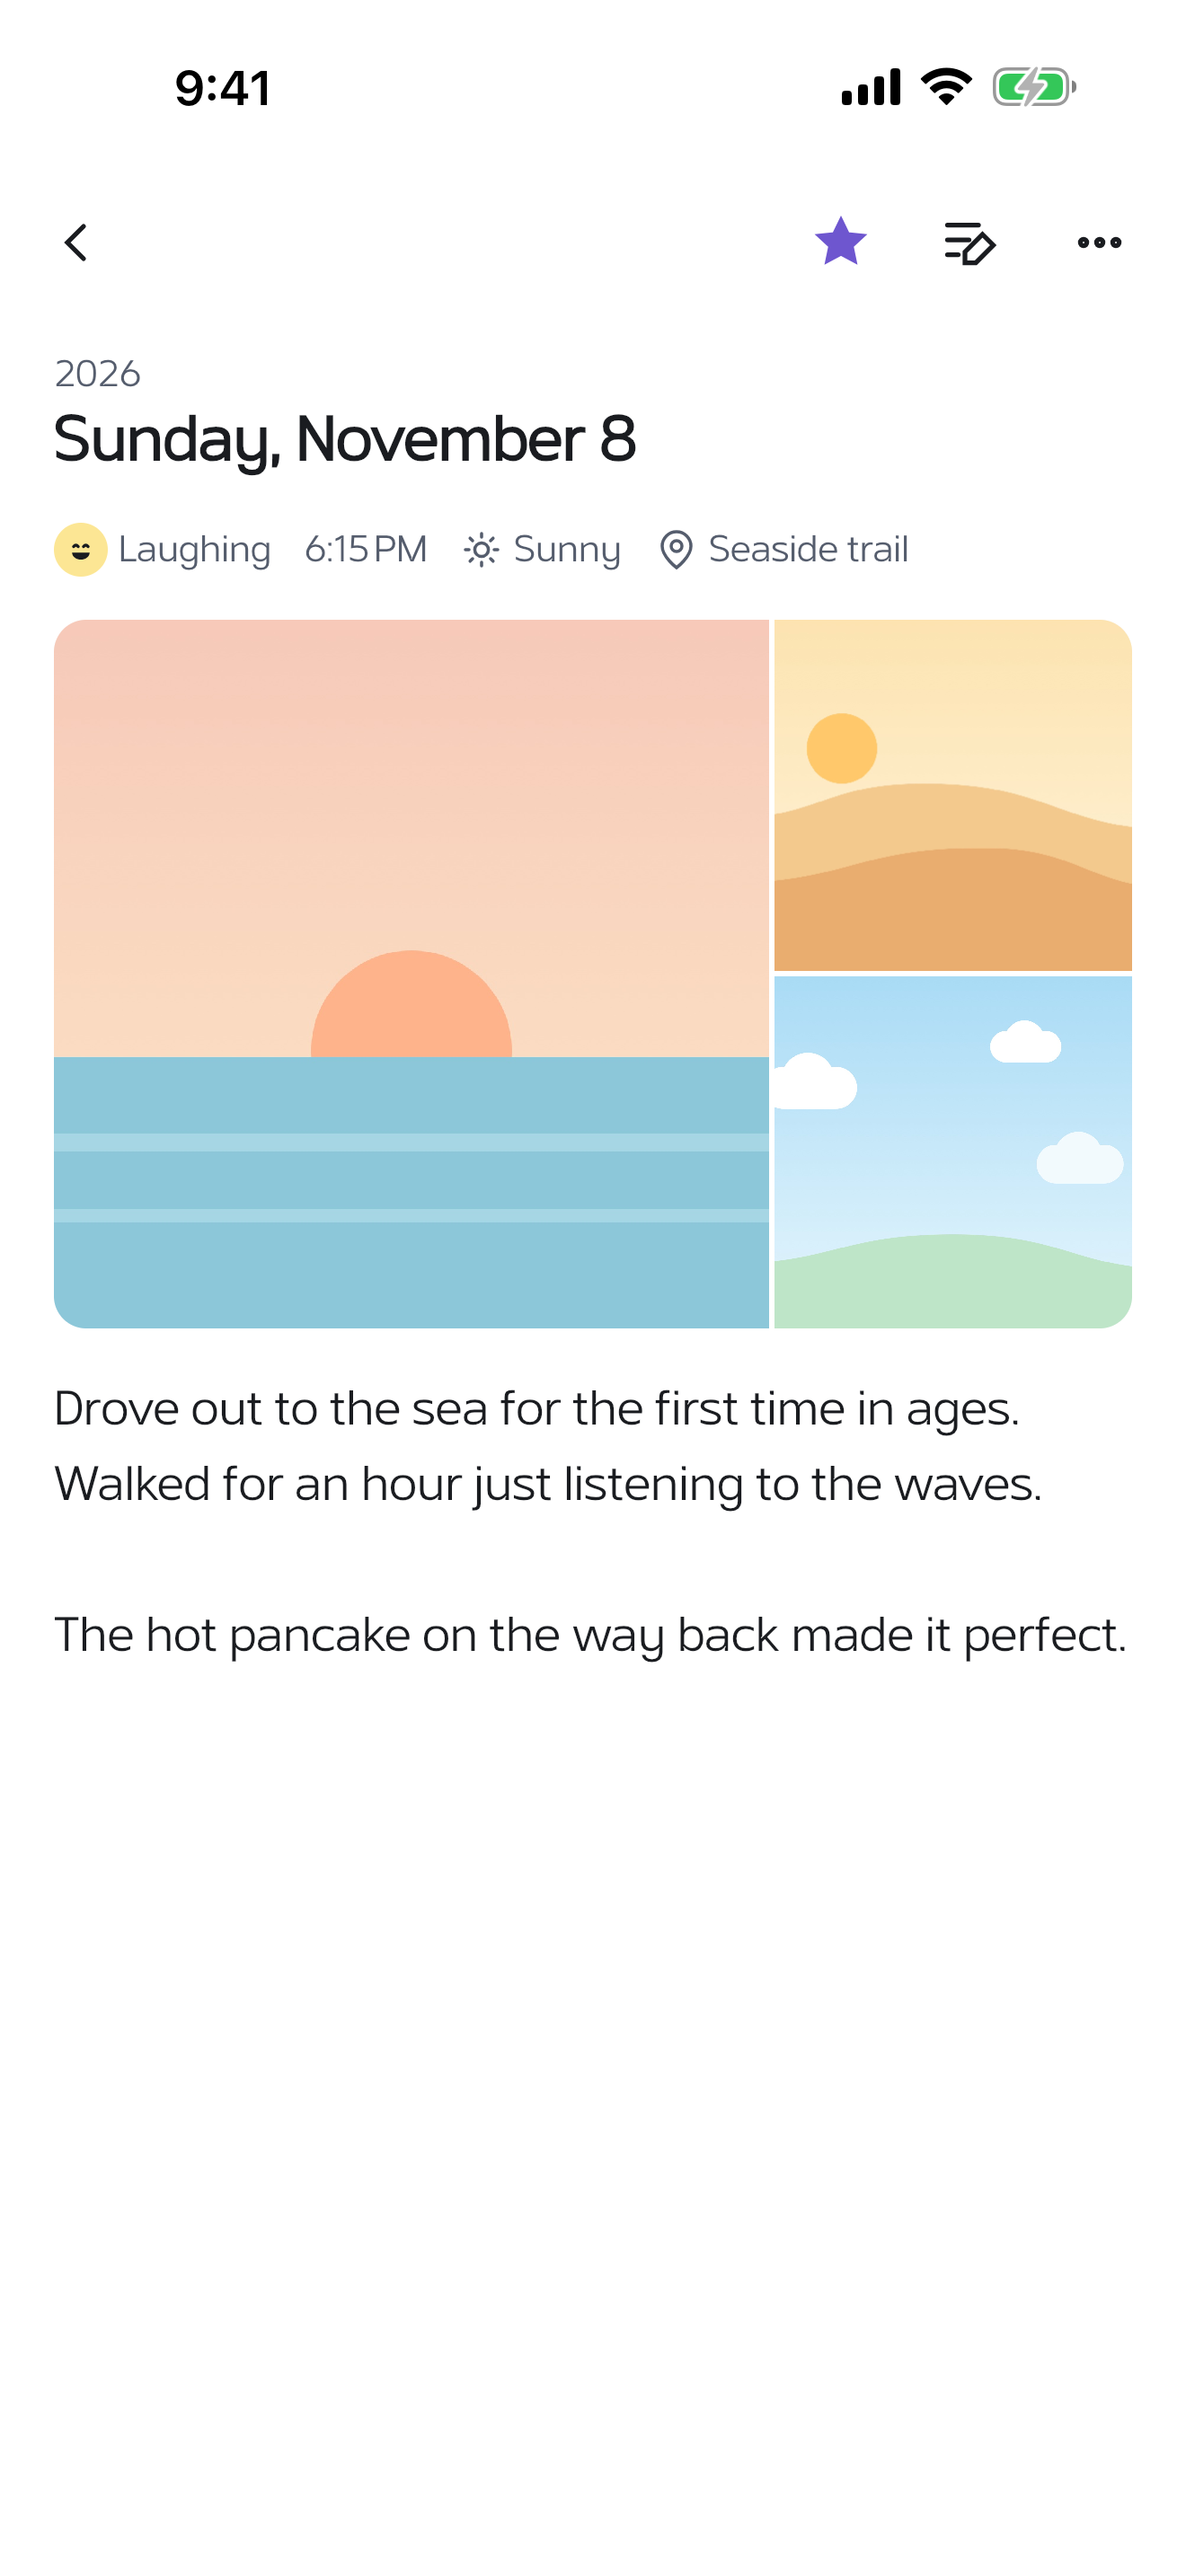 9:41
2026
Sunday, November 8
Laughing 6:15 PM Sunny Seaside trail
Drove out to the sea for the first time in ages.
Walked for an hour just listening to the waves.
The hot pancake on the way back made it perfect.